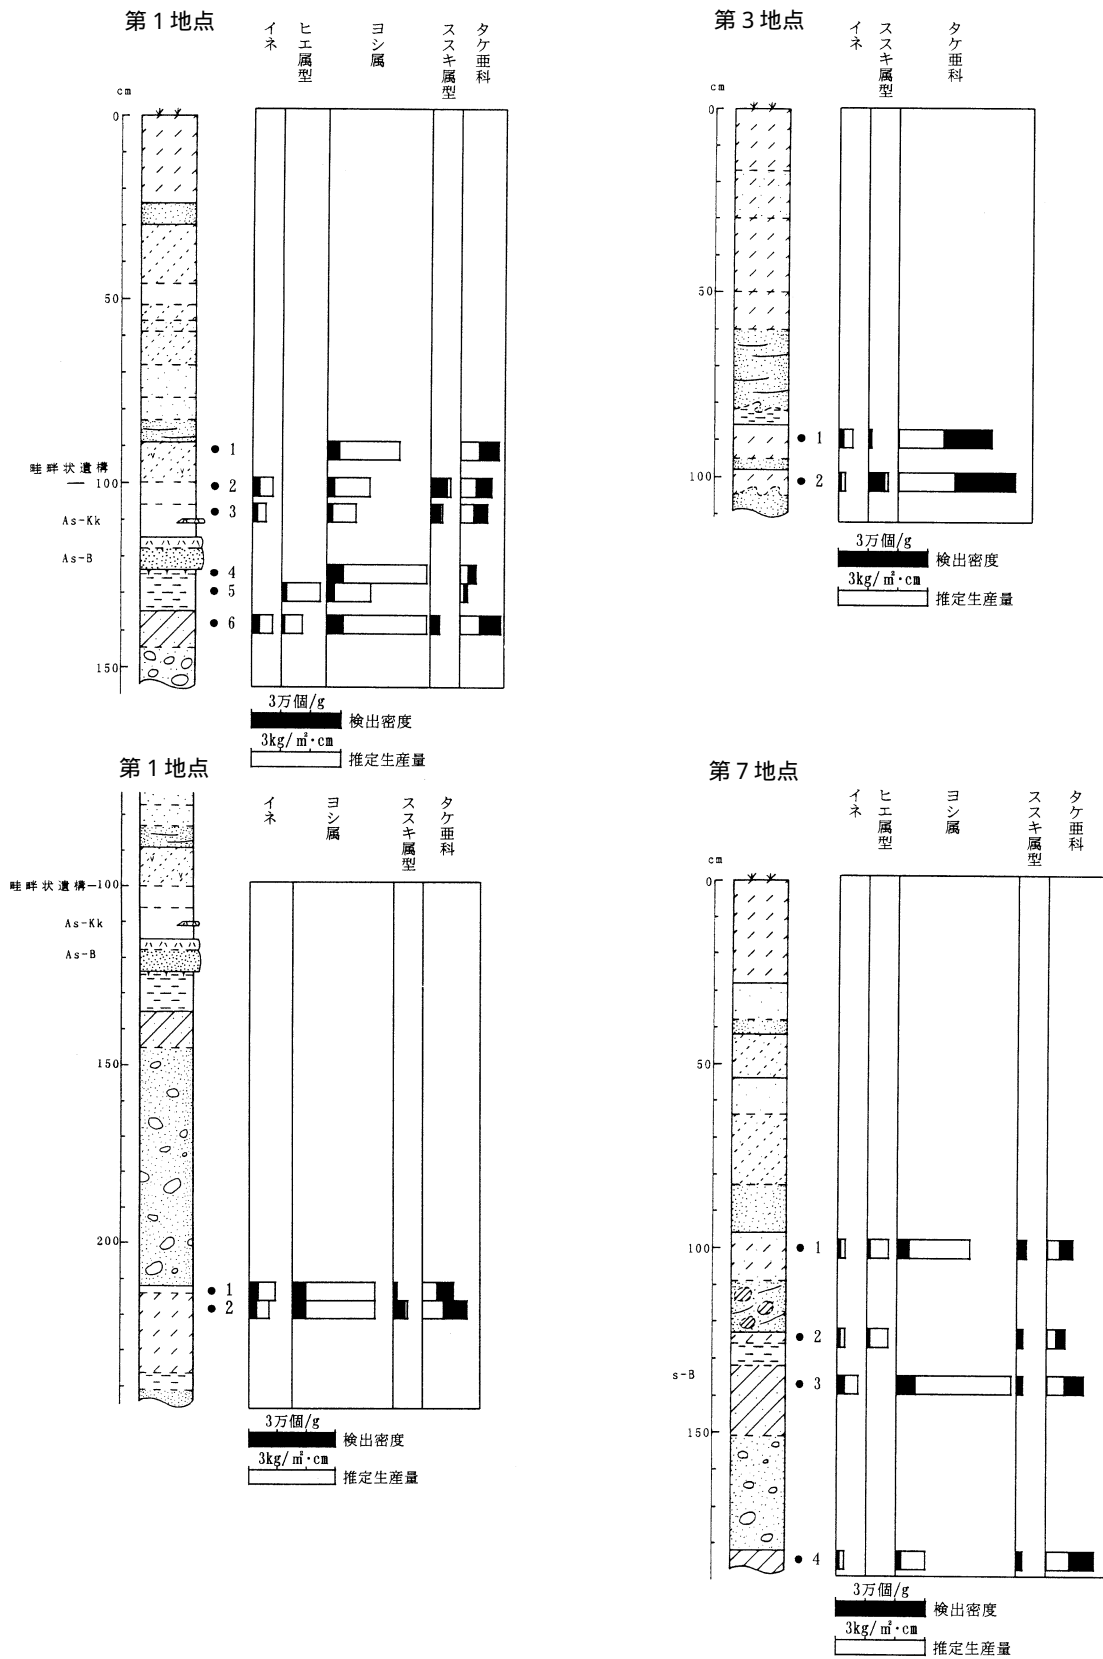 第1地点
イネ
ヒエ属型
ヨシ属
ススキ属型
タケ亜科
cm
0
50
畦畔状遺構
100
As-Kk
As-B
150
1
2
3
4
5
6
3万個/g
検出密度
3kg/㎡・cm
推定生産量
第3地点
イネ
ススキ属型
タケ亜科
cm
0
50
100
1
2
3万個/g
検出密度
3kg/㎡・cm
推定生産量
第1地点
イネ
ヨシ属
ススキ属型
タケ亜科
畦畔状遺構
100
As-Kk
As-B
150
200
1
2
3万個/g
検出密度
3kg/㎡・cm
推定生産量
第7地点
イネ
ヒエ属型
ヨシ属
ススキ属型
タケ亜科
cm
0
50
100
s-B
150
1
2
3
4
3万個/g
検出密度
3kg/㎡・cm
推定生産量